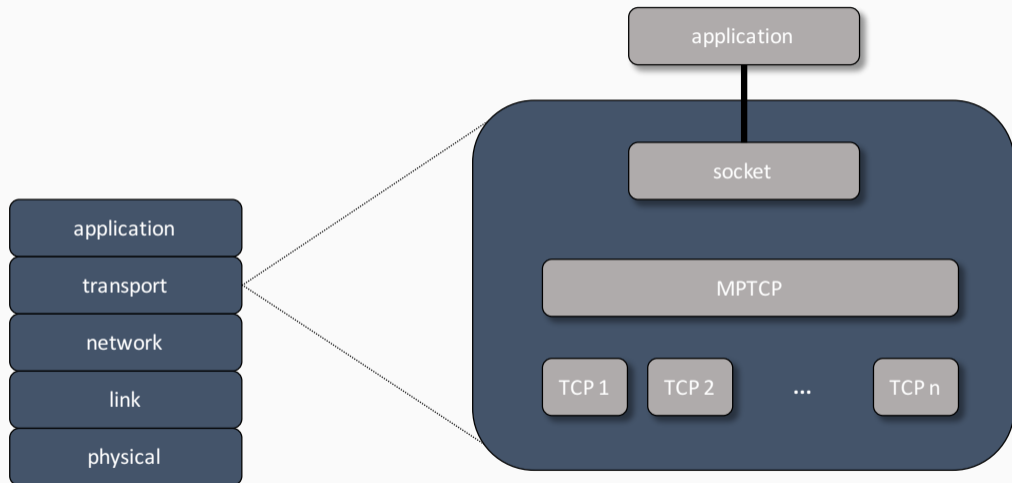 application
transport
network
link
physical
application
socket
MPTCP
TCP 1
TCP 2
...
TCP n